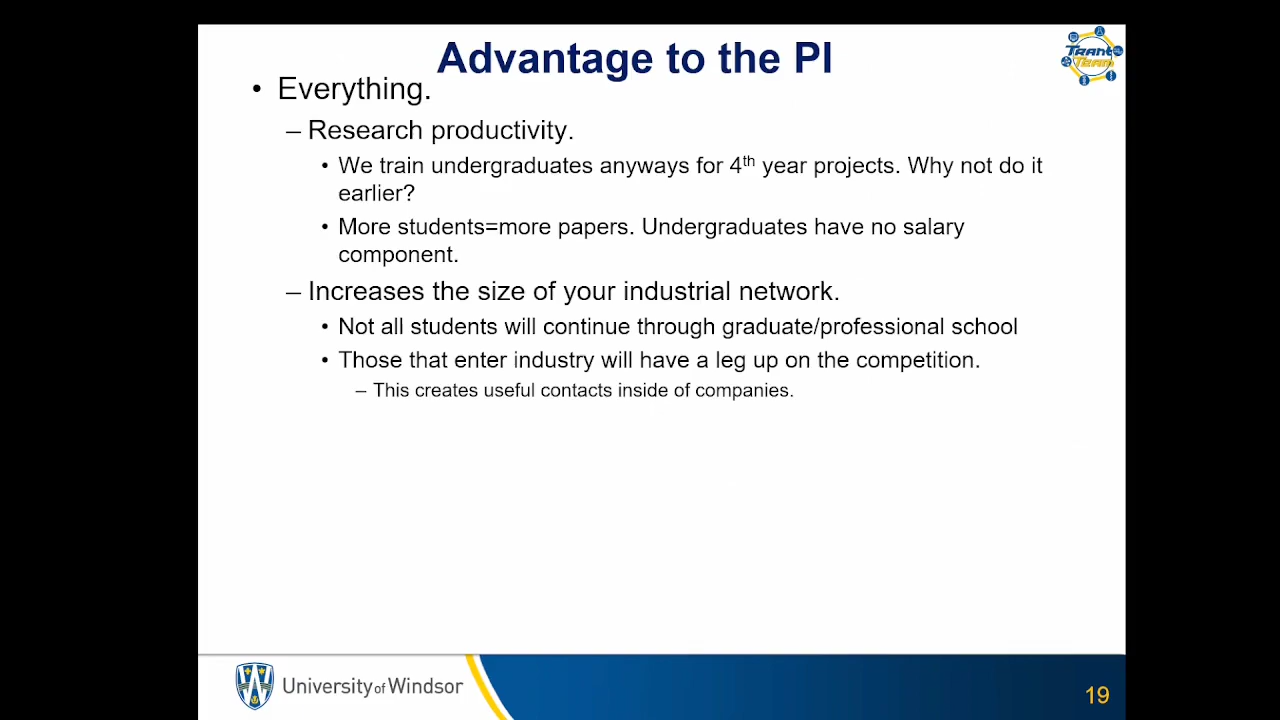 Advantage to the PI
Trant
Team
• Everything.
– Research productivity.
• We train undergraduates anyways for 4th year projects. Why not do it
earlier?
• More students=more papers. Undergraduates have no salary
component.
– Increases the size of your industrial network.
• Not all students will continue through graduate/professional school
• Those that enter industry will have a leg up on the competition.
– This creates useful contacts inside of companies.
University of Windsor
19